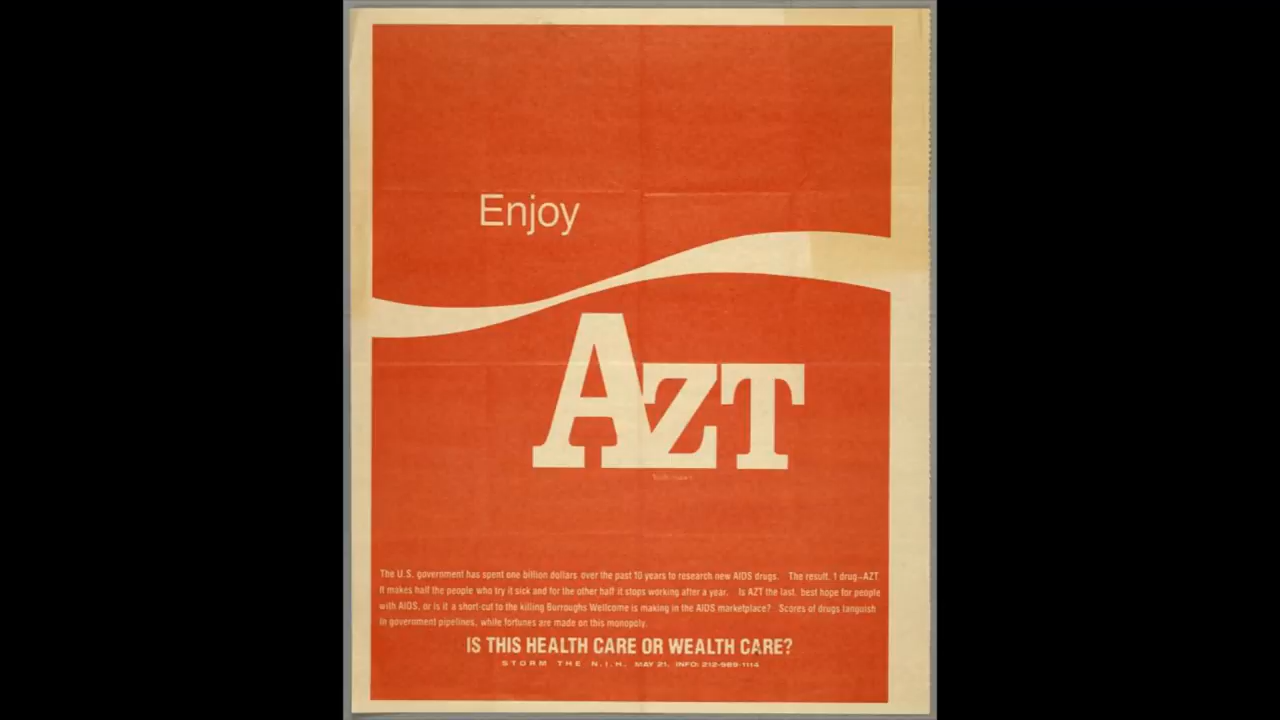 Enjoy
AZT
The U.S. government has spent one billion dollars over the past 10 years to research new AIDS drugs. The result, 1 drug—AZT.
It makes half the people who try it sick and for the other half it stops working after a year. Is AZT the last, best hope for people
with AIDS, or is it a short-cut to the killing Burroughs Wellcome is making in the AIDS marketplace? Scores of drugs languish
in government pipelines, while fortunes are made on this monopoly.
IS THIS HEALTH CARE OR WEALTH CARE?
STORM THE N.I.H. MAY 21. INFO: 212-989-1114